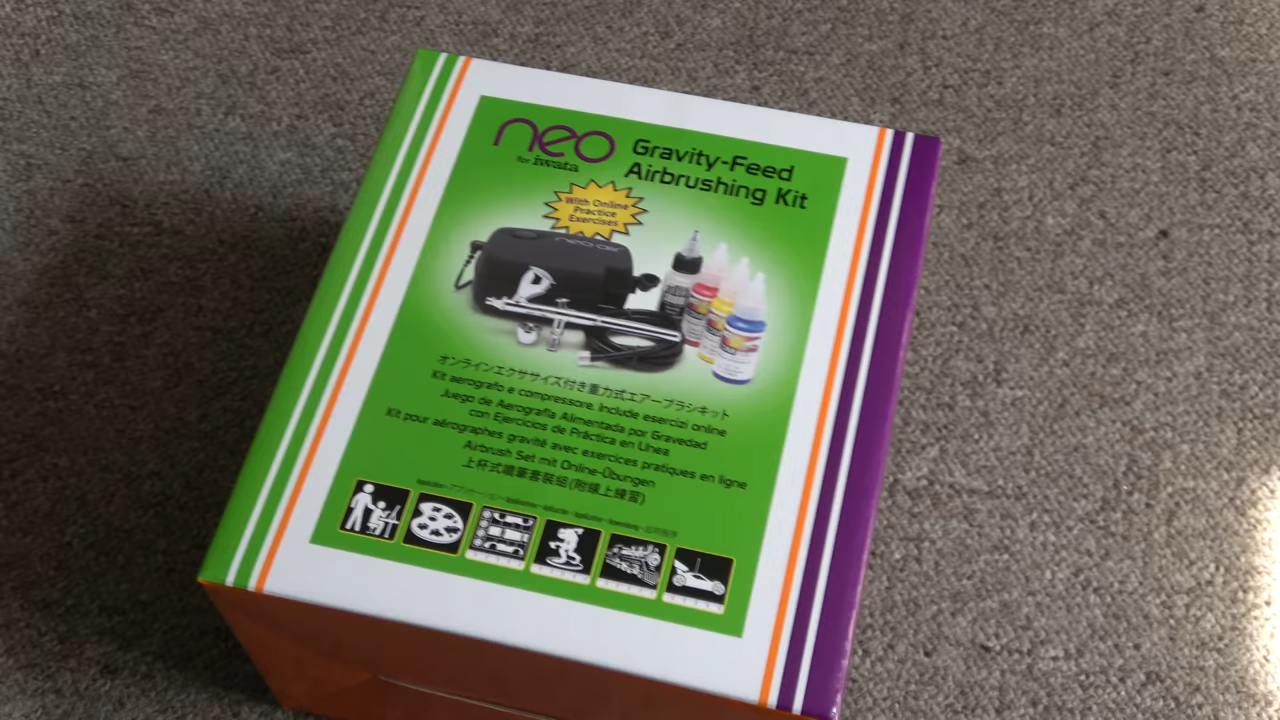 neo
for iwata
Gravity-Feed
Airbrushing Kit
With Online
Practice
Exercises
neo air
オンラインエクササイズ付き重力式エアーブラシキット
Kit aerografo e compressore. Include esercizi online
Juego de Aerografía Alimentada por Gravedad
con Ejercicios de Práctica en Línea
Kit pour aérographes gravité avec exercices pratiques en ligne
Airbrush Set mit Online-Übungen
上杯式噴筆套裝組(附線上練習)